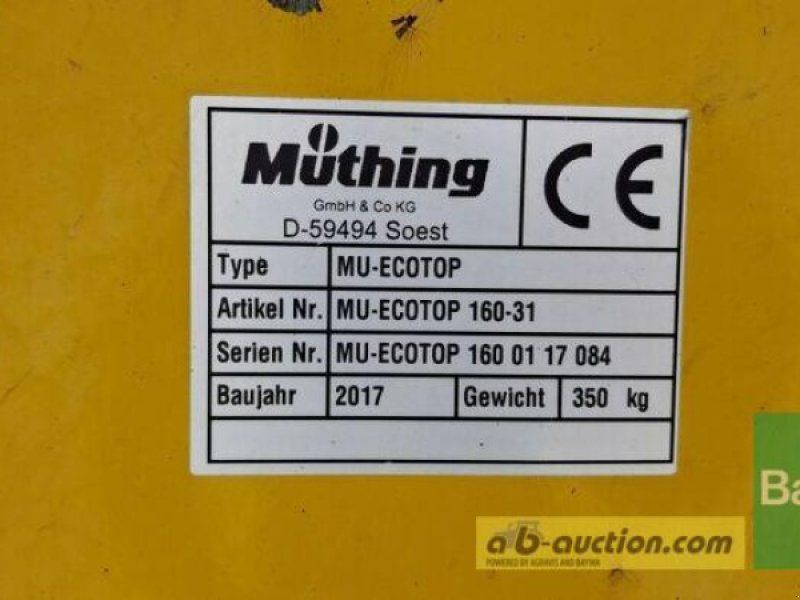 Müthing
GmbH & Co KG
D-59494 Soest
CE
Type MU-ECOTOP
Artikel Nr. MU-ECOTOP 160-31
Serien Nr. MU-ECOTOP 160 01 17 084
Baujahr 2017 Gewicht 350 kg
Ba
ab-auction.com
POWERED BY AGRAVIS AND BAYWA